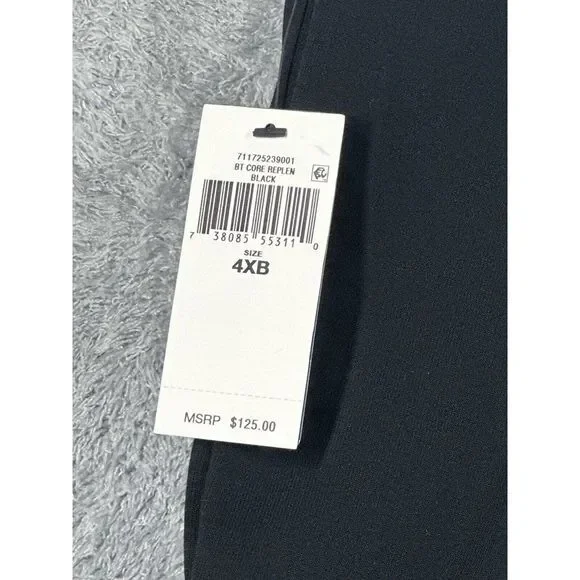 711725239001
BT CORE REPLEN
BLACK
7 38085 55311 0
SIZE
4XB
MSRP $125.00